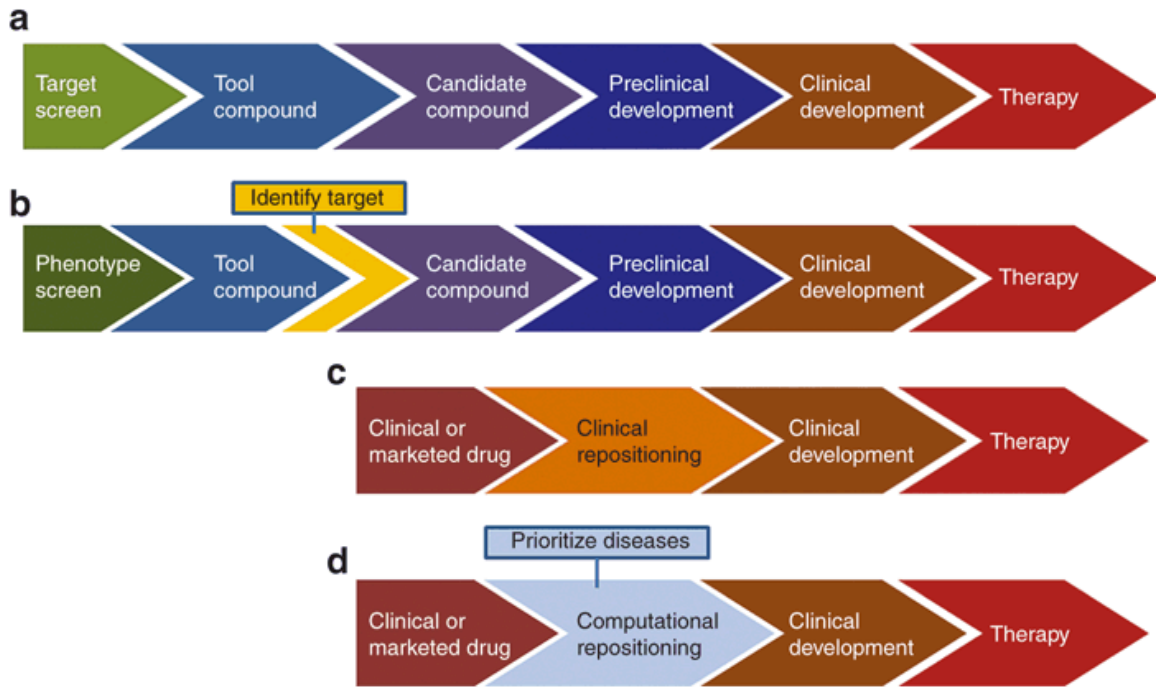 a
Target
screen
Tool
compound
Candidate
compound
Preclinical
development
Clinical
development
Therapy
b
Identify target
Phenotype
screen
Tool
compound
Candidate
compound
Preclinical
development
Clinical
development
Therapy
c
Clinical or
marketed drug
Clinical
repositioning
Clinical
development
Therapy
d
Prioritize diseases
Clinical or
marketed drug
Computational
repositioning
Clinical
development
Therapy